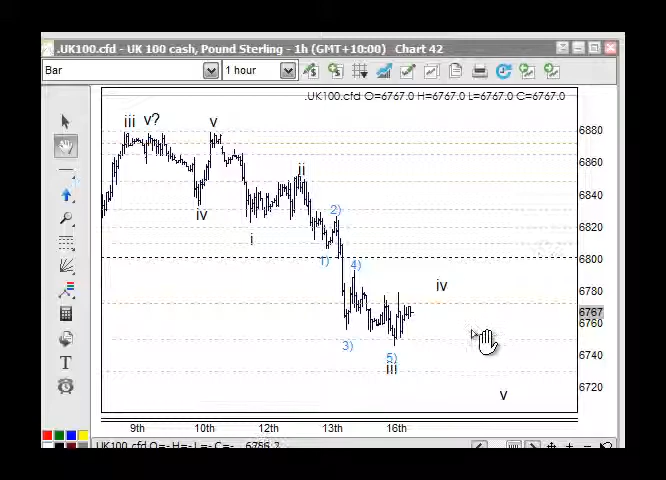 .UK100.cfd - UK 100 cash, Pound Sterling - 1h (GMT+10:00) Chart 42
Bar 1 hour
.UK100.cfd O=6767.0 H=6767.0 L=6767.0 C=6767.0
iii v? v
6880
6860
ii
6840
iv 2)
6820
i
1) 4)
6800
iv
6780
6767
6760
3)
5)
6740
iii
v
6720
T
9th 10th 13th 16th
UK100.cfd O=- H=- L=- C=-